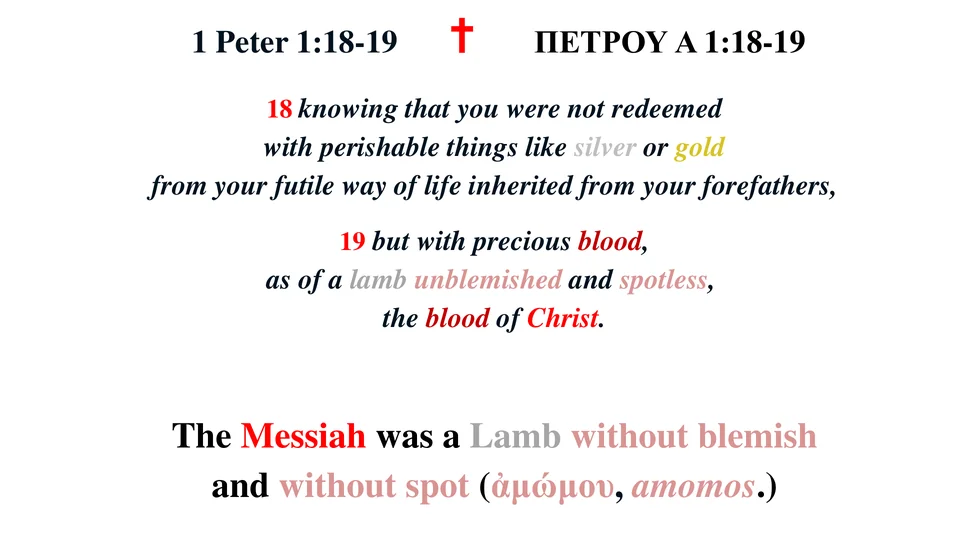 1 Peter 1:18-19 ✝ ΠΕΤΡΟΥ Α 1:18-19
18 knowing that you were not redeemed
with perishable things like silver or gold
from your futile way of life inherited from your forefathers,
19 but with precious blood,
as of a lamb unblemished and spotless,
the blood of Christ.
The Messiah was a Lamb without blemish
and without spot (ἀμώμου, amomos.)